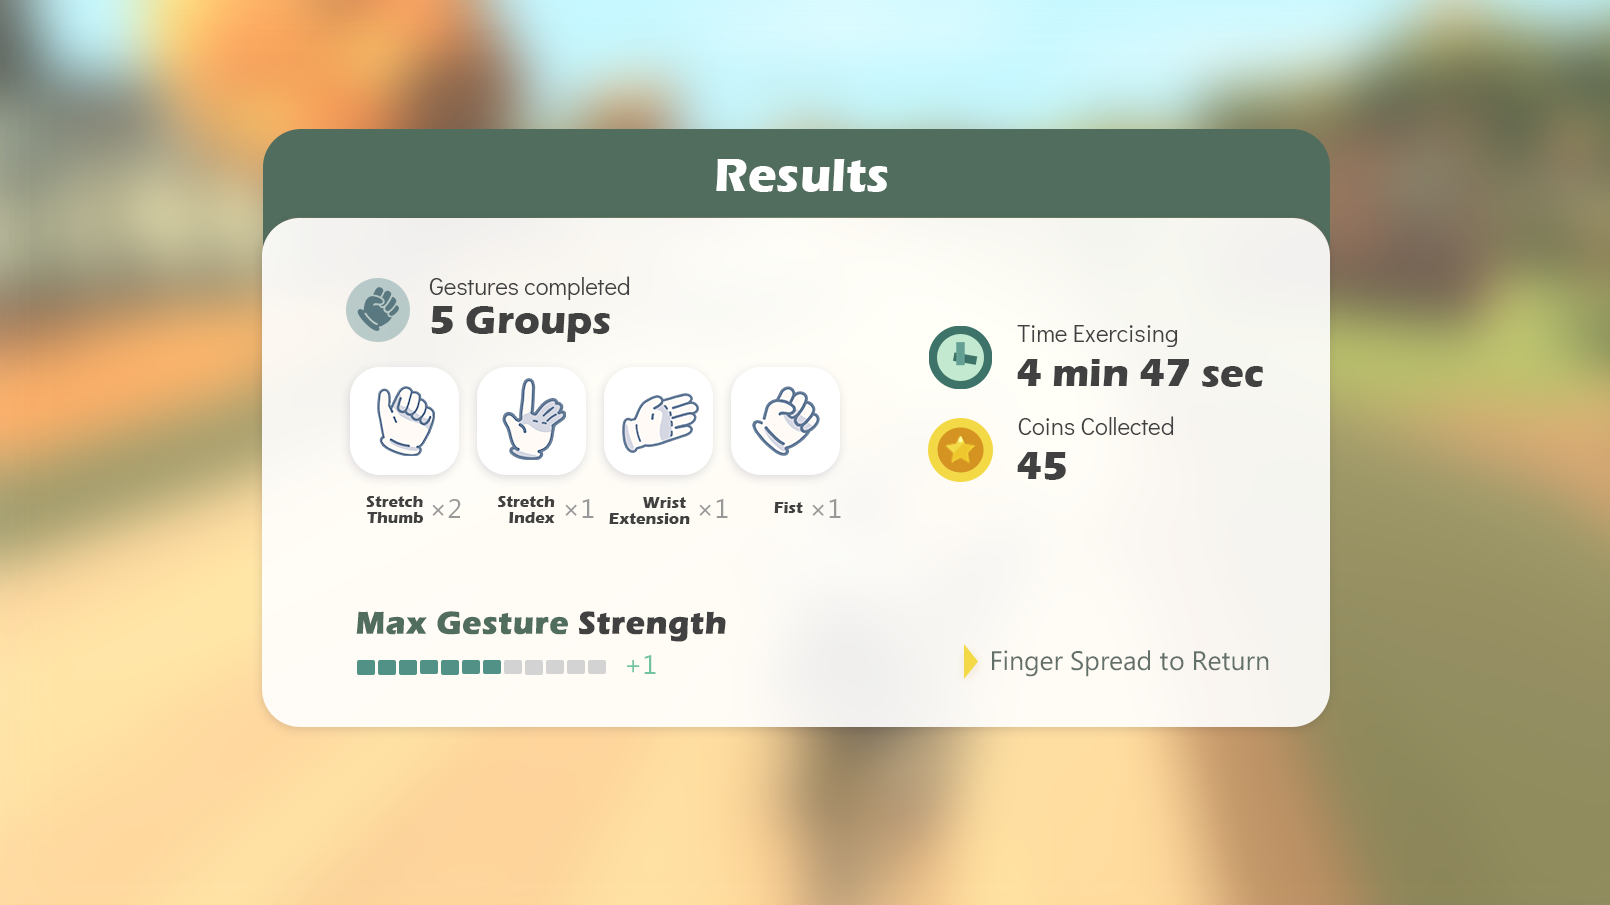 Results
Gestures completed
5 Groups
Stretch
Thumb ×2
Stretch
Index ×1
Wrist
Extension ×1
Fist ×1
Time Exercising
4 min 47 sec
Coins Collected
45
Max Gesture Strength
+1
Finger Spread to Return